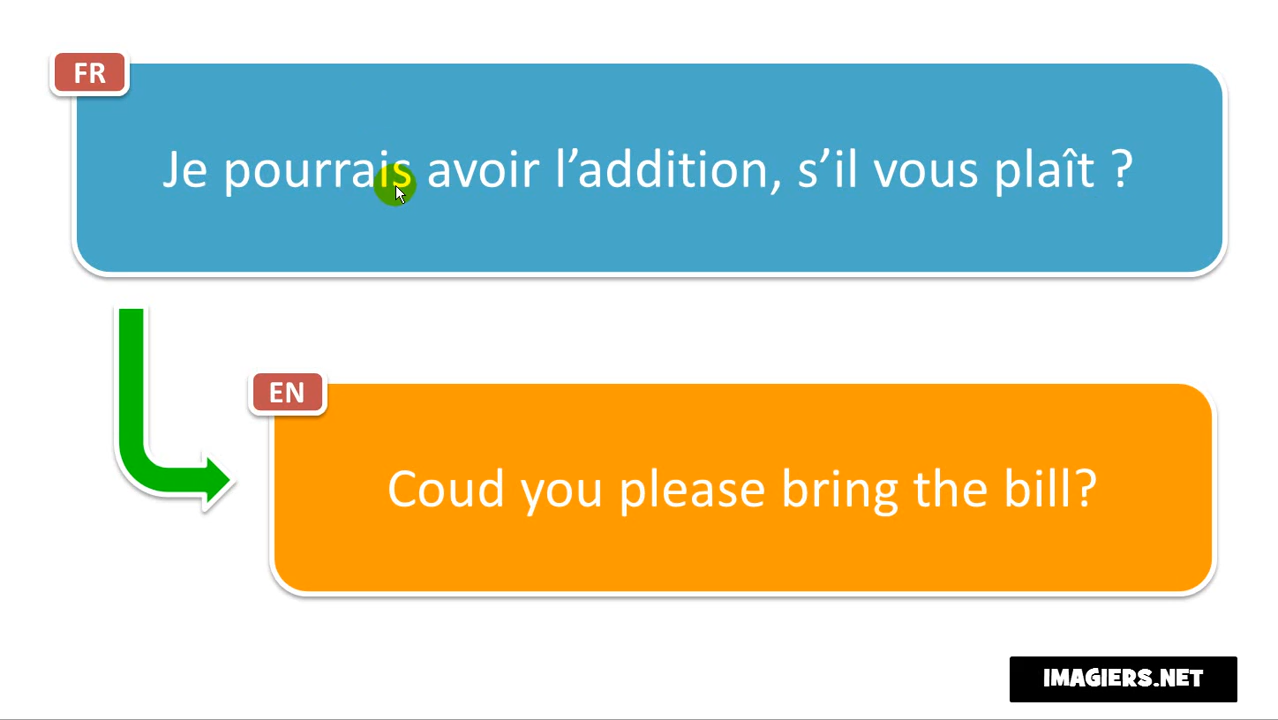 FR
Je pourrais avoir l’addition, s’il vous plaît ?
EN
Coud you please bring the bill?
IMAGIERS.NET